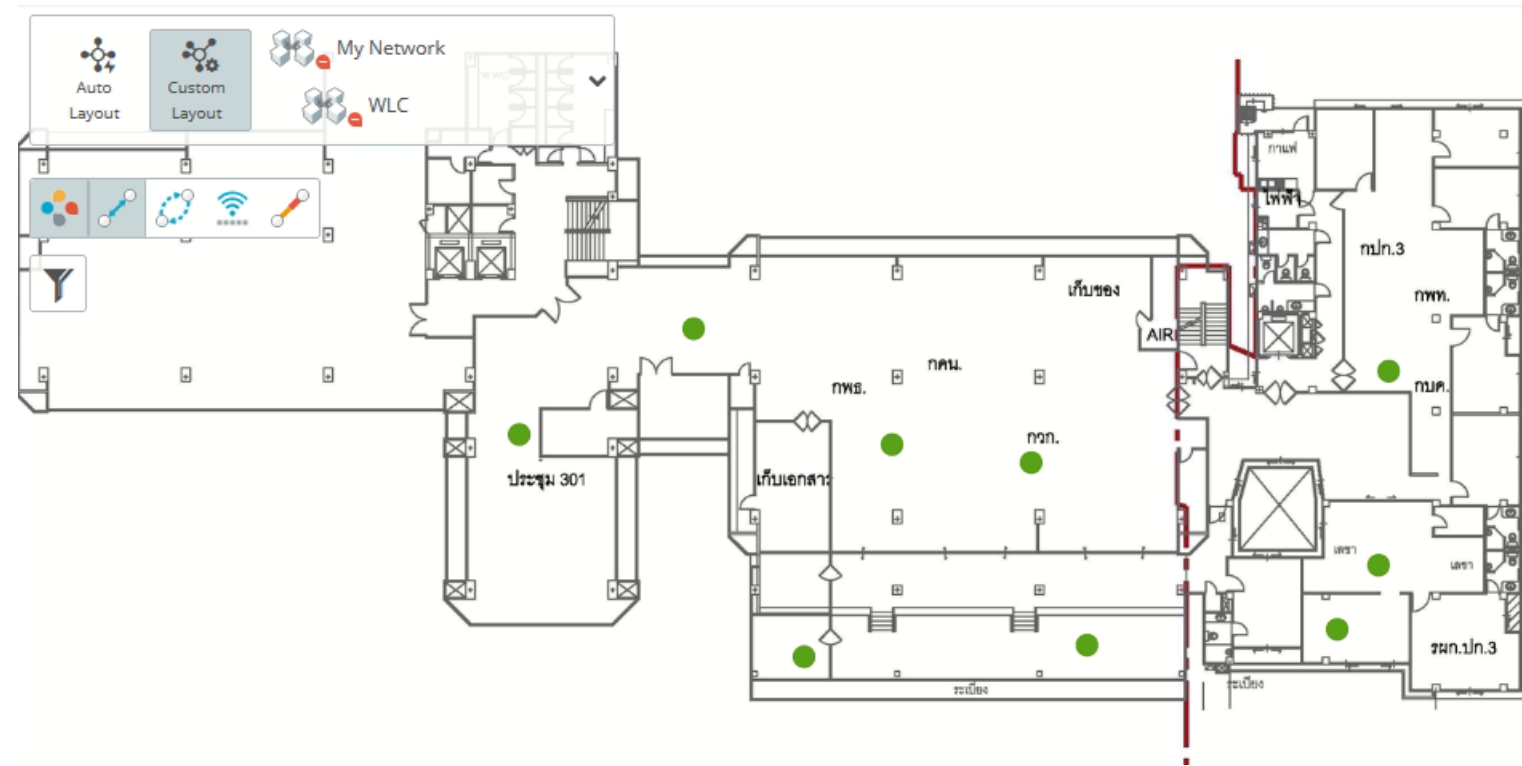 My Network
Auto
Layout
Custom
Layout
WLC
กาแฟ
ไฟฟ้า
กปก.3
เก็บของ
กพท.
AIR
กคน.
กพธ.
กบค.
กวก.
ประชุม 301
เก็บเอกสาร
เลขา
เลขา
รผก.ปก.3
ระเบียง
ระเบียง